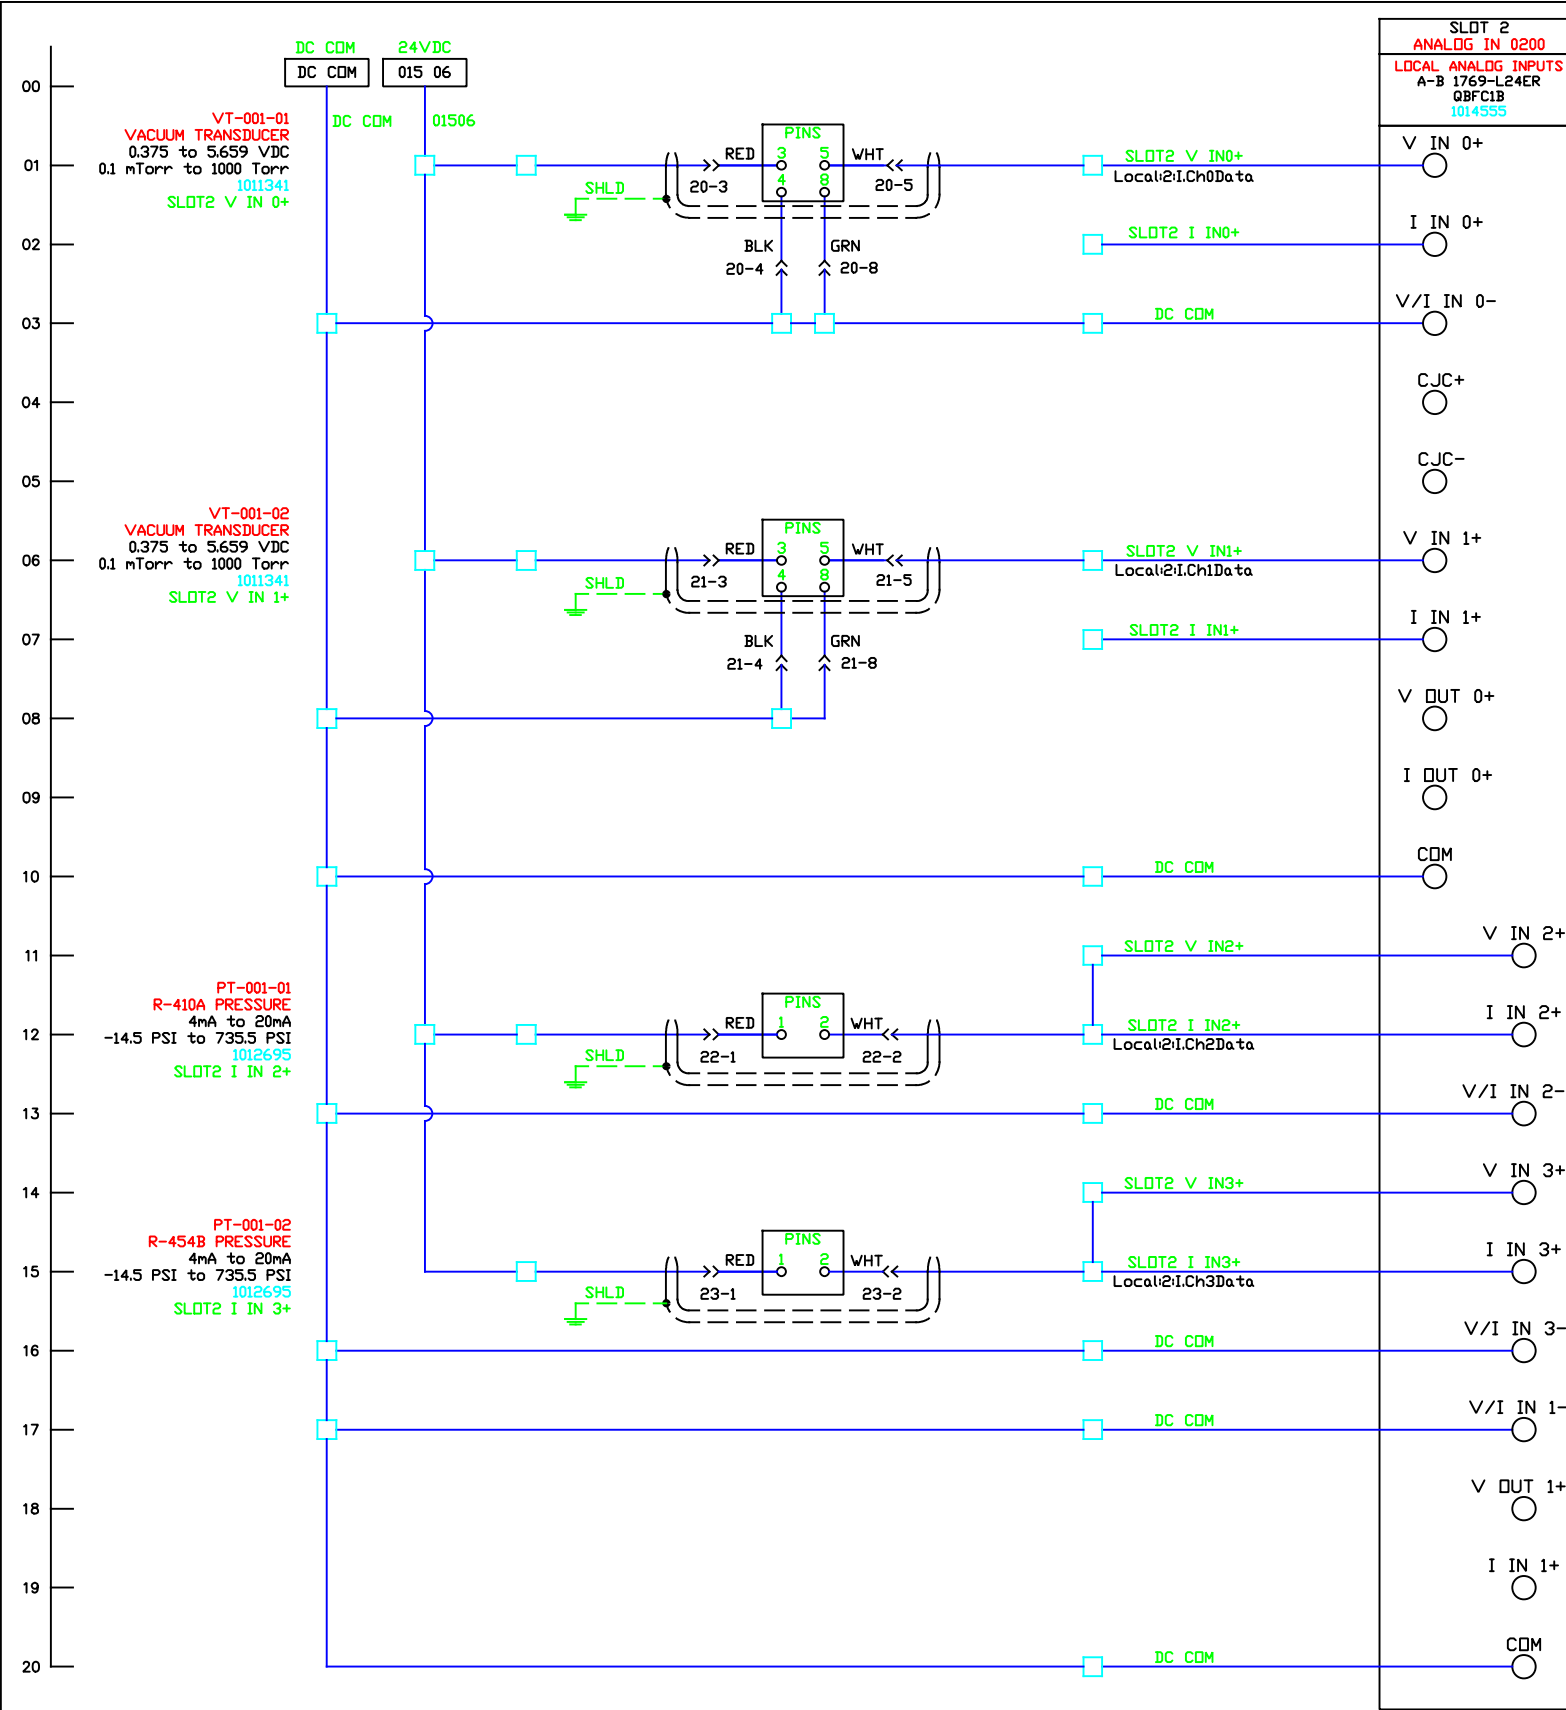 SLOT 2
ANALOG IN 0200
LOCAL ANALOG INPUTS
A-B 1769-L24ER
QBFC1B
1014555
DC COM
24VDC
DC COM
015 06
00
VT-001-01
VACUUM TRANSDUCER
0.375 to 5.659 VDC
0.1 mTorr to 1000 Torr
1011341
SLOT2 V IN 0+
DC COM
01506
01
RED
PINS
3 5
4 8
WHT
20-3
20-5
SHLD
SLOT2 V IN0+
Local:2:I.Ch0Data
V IN 0+
02
BLK
GRN
20-4
20-8
SLOT2 I IN0+
I IN 0+
03
DC COM
V/I IN 0-
04
CJC+
05
CJC-
VT-001-02
VACUUM TRANSDUCER
0.375 to 5.659 VDC
0.1 mTorr to 1000 Torr
1011341
SLOT2 V IN 1+
06
RED
PINS
3 5
4 8
WHT
21-3
21-5
SHLD
SLOT2 V IN1+
Local:2:I.Ch1Data
V IN 1+
07
BLK
GRN
21-4
21-8
SLOT2 I IN1+
I IN 1+
08
V OUT 0+
09
I OUT 0+
10
DC COM
COM
11
SLOT2 V IN2+
V IN 2+
PT-001-01
R-410A PRESSURE
4mA to 20mA
-14.5 PSI to 735.5 PSI
1012695
SLOT2 I IN 2+
12
RED
PINS
1 2
WHT
22-1
22-2
SHLD
SLOT2 I IN2+
Local:2:I.Ch2Data
I IN 2+
13
DC COM
V/I IN 2-
14
SLOT2 V IN3+
V IN 3+
PT-001-02
R-454B PRESSURE
4mA to 20mA
-14.5 PSI to 735.5 PSI
1012695
SLOT2 I IN 3+
15
RED
PINS
1 2
WHT
23-1
23-2
SHLD
SLOT2 I IN3+
Local:2:I.Ch3Data
I IN 3+
16
DC COM
V/I IN 3-
17
DC COM
V/I IN 1-
18
V OUT 1+
19
I IN 1+
20
DC COM
COM